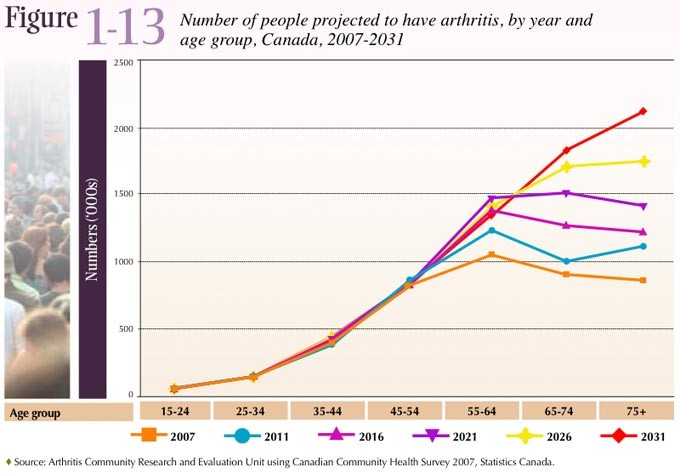 Figure 1-13
Number of people projected to have arthritis, by year and
age group, Canada, 2007-2031
Numbers ('000s)
2500
2000
1500
1000
500
0
Age group 15-24 25-34 35-44 45-54 55-64 65-74 75+
2007 2011 2016 2021 2026 2031
♦ Source: Arthritis Community Research and Evaluation Unit using Canadian Community Health Survey 2007, Statistics Canada.